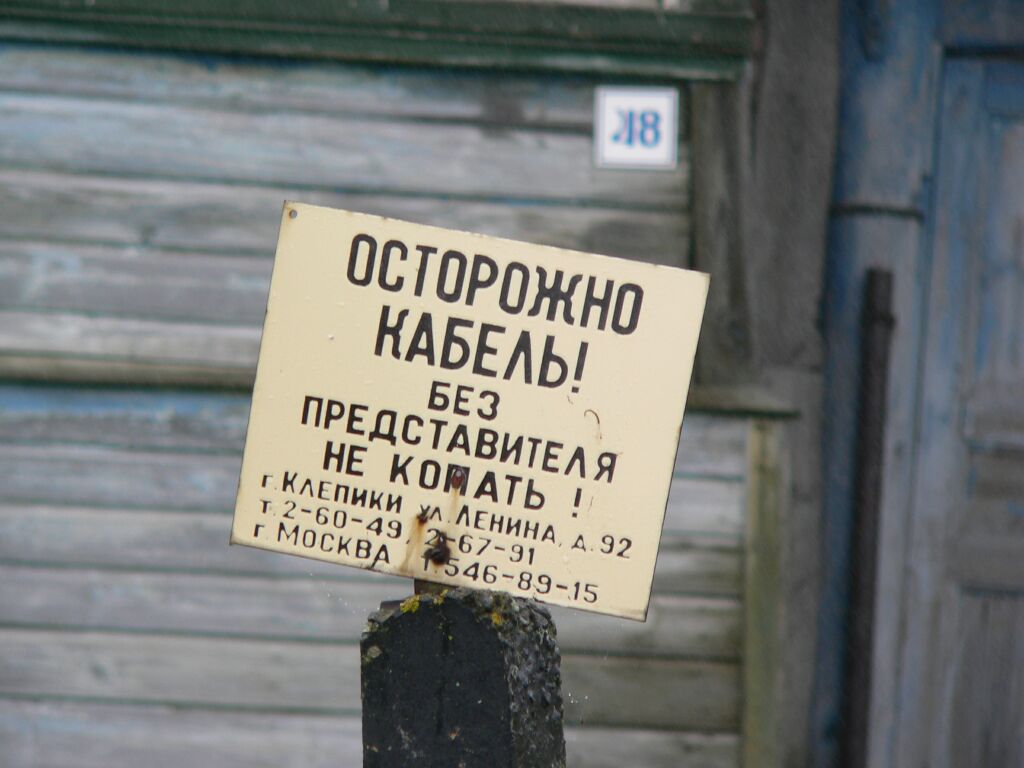 ОСТОРОЖНО
КАБЕЛЬ!
БЕЗ
ПРЕДСТАВИТЕЛЯ
НЕ КОПАТЬ !
г. КЛЕПИКИ ул. ЛЕНИНА, д. 92
т. 2-60-49, 2-67-91
г. МОСКВА т. 546-89-15